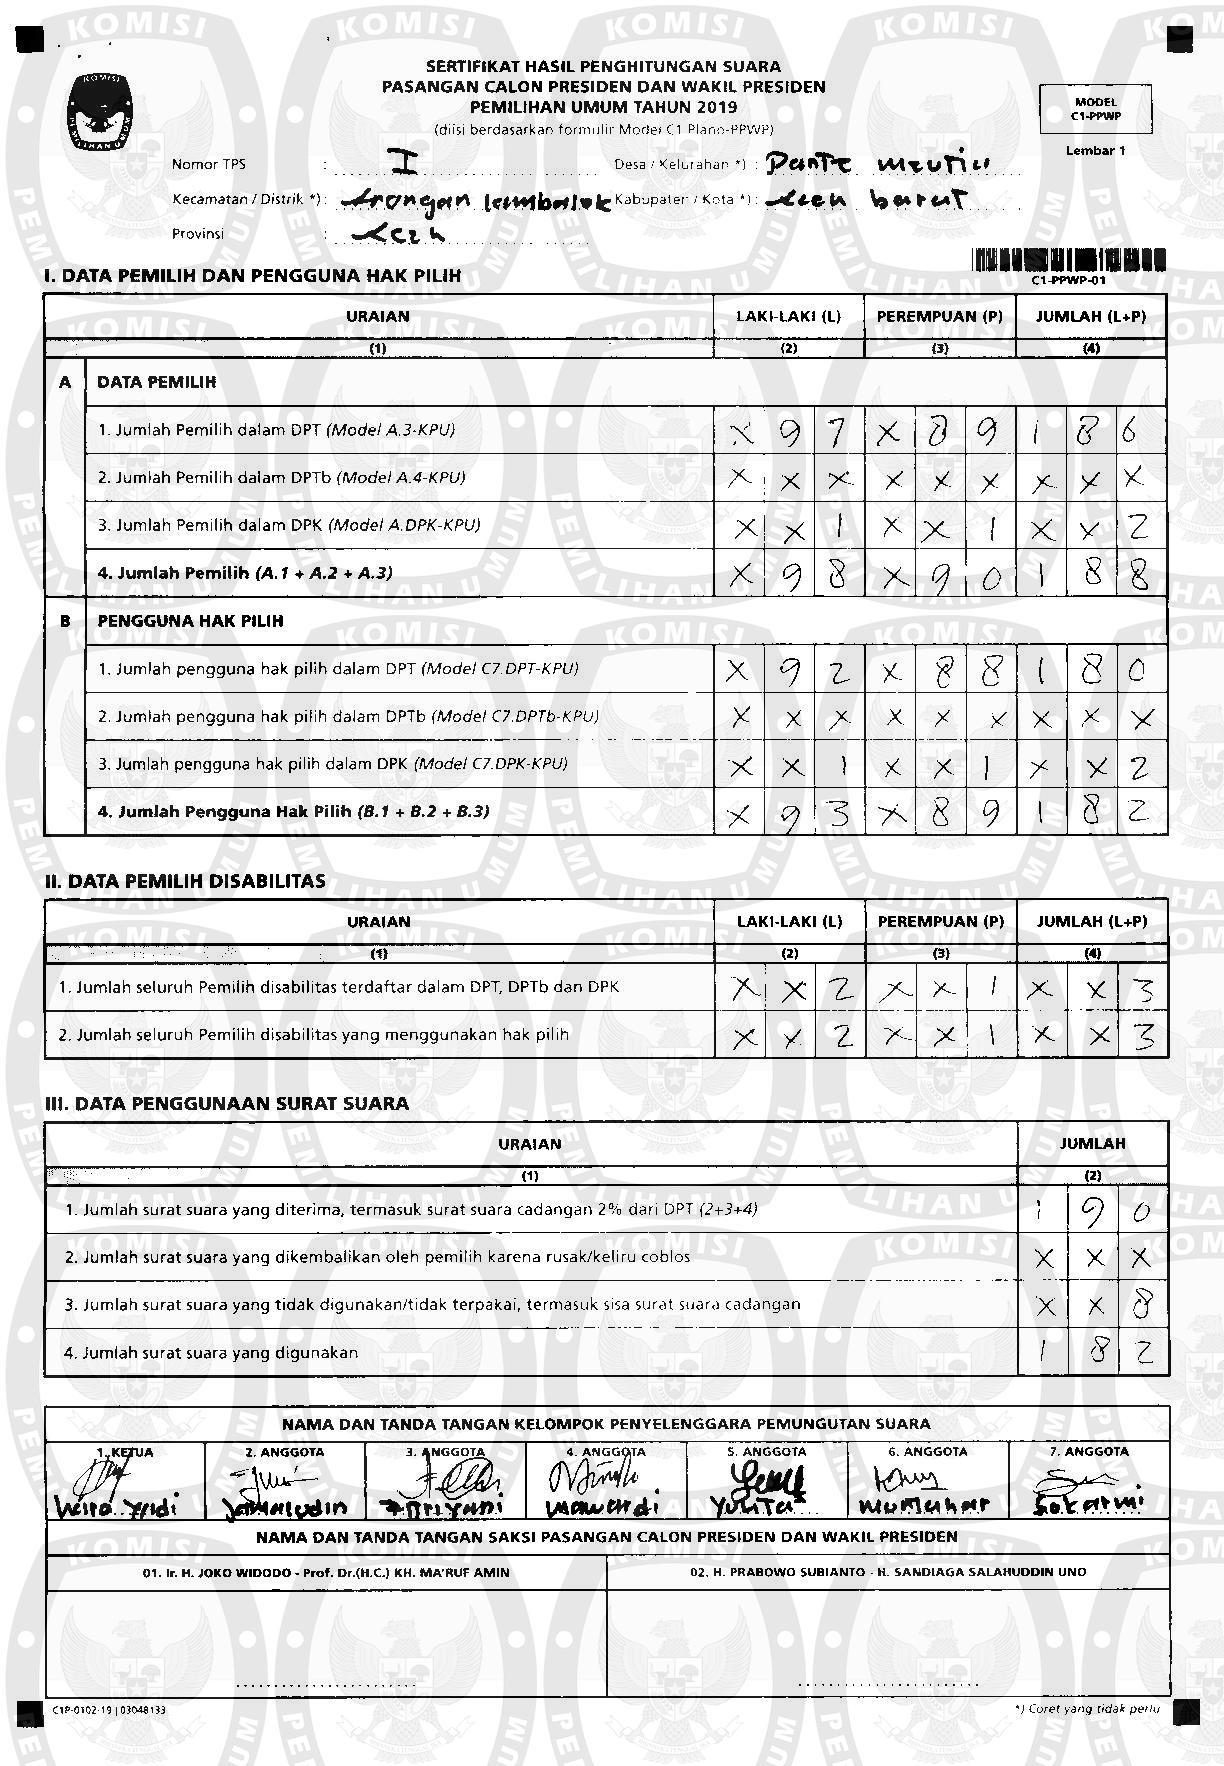 SERTIFIKAT HASIL PENGHITUNGAN SUARA
PASANGAN CALON PRESIDEN DAN WAKIL PRESIDEN
PEMILIHAN UMUM TAHUN 2019
(diisi berdasarkan formulir Model C1 Plano-PPWP)
MODEL
C1-PPWP
Lembar 1
Nomor TPS : I Desa / Kelurahan *) : Pante meutia
Kecamatan / Distrik *) : Arongan lambalek Kabupaten / Kota *) : Aceh barat
Provinsi : Aceh
C1-PPWP-01
I. DATA PEMILIH DAN PENGGUNA HAK PILIH
URAIAN LAKI-LAKI (L) PEREMPUAN (P) JUMLAH (L+P)
(1) (2) (3) (4)
A DATA PEMILIH
1. Jumlah Pemilih dalam DPT (Model A.3-KPU) X 9 7 X 8 9 1 8 6
2. Jumlah Pemilih dalam DPTb (Model A.4-KPU) X X X X X X X X X
3. Jumlah Pemilih dalam DPK (Model A.DPK-KPU) X X 1 X X 1 X X 2
4. Jumlah Pemilih (A.1 + A.2 + A.3) X 9 8 X 9 0 1 8 8
B PENGGUNA HAK PILIH
1. Jumlah pengguna hak pilih dalam DPT (Model C7.DPT-KPU) X 9 2 X 8 8 1 8 0
2. Jumlah pengguna hak pilih dalam DPTb (Model C7.DPTb-KPU) X X X X X X X X X
3. Jumlah pengguna hak pilih dalam DPK (Model C7.DPK-KPU) X X 1 X X 1 X X 2
4. Jumlah Pengguna Hak Pilih (B.1 + B.2 + B.3) X 9 3 X 8 9 1 8 2
II. DATA PEMILIH DISABILITAS
URAIAN LAKI-LAKI (L) PEREMPUAN (P) JUMLAH (L+P)
(1) (2) (3) (4)
1. Jumlah seluruh Pemilih disabilitas terdaftar dalam DPT, DPTb dan DPK X X 2 X X 1 X X 3
2. Jumlah seluruh Pemilih disabilitas yang menggunakan hak pilih X X 2 X X 1 X X 3
III. DATA PENGGUNAAN SURAT SUARA
URAIAN JUMLAH
(1) (2)
1. Jumlah surat suara yang diterima, termasuk surat suara cadangan 2% dari DPT (2+3+4) 1 9 0
2. Jumlah surat suara yang dikembalikan oleh pemilih karena rusak/keliru coblos X X X
3. Jumlah surat suara yang tidak digunakan/tidak terpakai, termasuk sisa surat suara cadangan X X 8
4. Jumlah surat suara yang digunakan 1 8 2
NAMA DAN TANDA TANGAN KELOMPOK PENYELENGGARA PEMUNGUTAN SUARA
1. KETUA 2. ANGGOTA 3. ANGGOTA 4. ANGGOTA 5. ANGGOTA 6. ANGGOTA 7. ANGGOTA
Yadi Jamaludin Mawardi Yunita Sokarmi
NAMA DAN TANDA TANGAN SAKSI PASANGAN CALON PRESIDEN DAN WAKIL PRESIDEN
01. Ir. H. JOKO WIDODO - Prof. Dr.(H.C.) KH. MA'RUF AMIN 02. H. PRABOWO SUBIANTO - H. SANDIAGA SALAHUDDIN UNO
C1P-0102-19 | 03048133 *) Coret yang tidak perlu